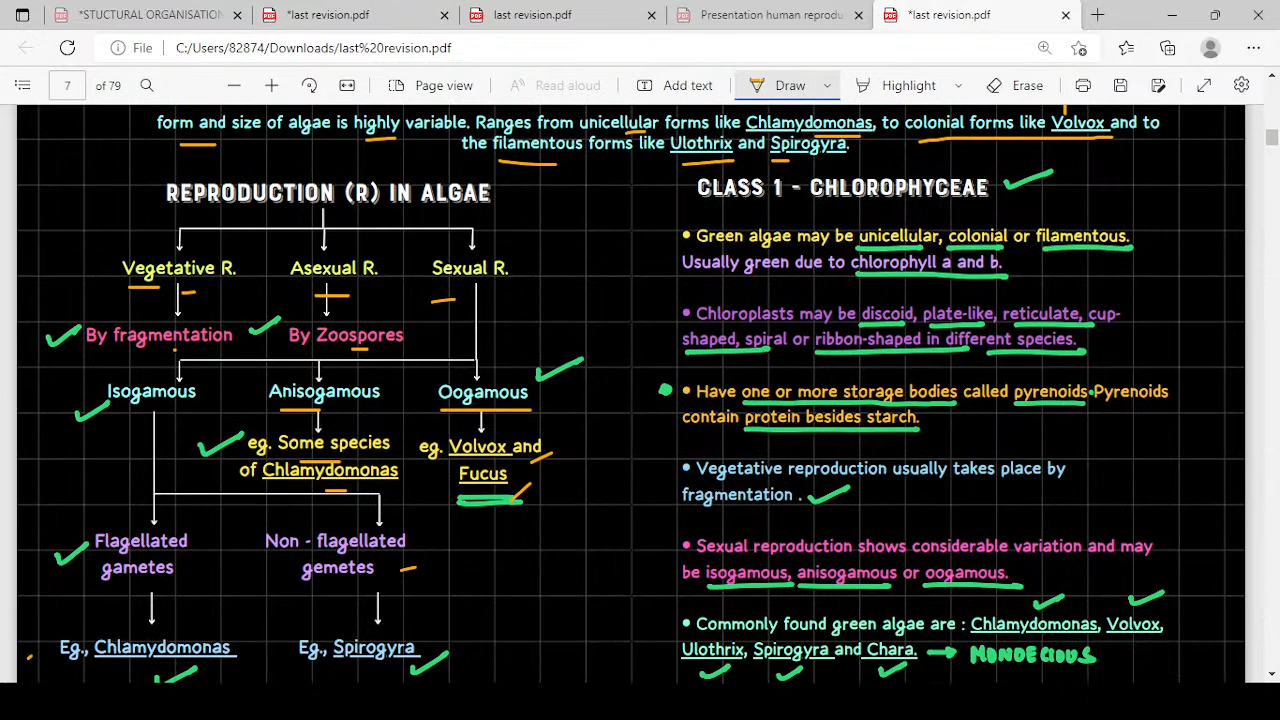 *STUCTURAL ORGANISATION
*last revision.pdf
last revision.pdf
Presentation human reprodu
*last revision.pdf
File
C:/Users/82874/Downloads/last%20revision.pdf
7
of 79
Page view
Read aloud
Add text
Draw
Highlight
Erase
form and size of algae is highly variable. Ranges from unicellular forms like Chlamydomonas, to colonial forms like Volvox and to
the filamentous forms like Ulothrix and Spirogyra.
REPRODUCTION (R) IN ALGAE
Vegetative R.
Asexual R.
Sexual R.
By fragmentation
By Zoospores
Isogamous
Anisogamous
Oogamous
eg. Some species
of Chlamydomonas
eg. Volvox and
Fucus
Flagellated
gametes
Non - flagellated
gemetes
Eg., Chlamydomonas
Eg., Spirogyra
CLASS 1 - CHLOROPHYCEAE
• Green algae may be unicellular, colonial or filamentous.
Usually green due to chlorophyll a and b.
• Chloroplasts may be discoid, plate-like, reticulate, cup-
shaped, spiral or ribbon-shaped in different species.
• Have one or more storage bodies called pyrenoids. Pyrenoids
contain protein besides starch.
• Vegetative reproduction usually takes place by
fragmentation .
• Sexual reproduction shows considerable variation and may
be isogamous, anisogamous or oogamous.
• Commonly found green algae are : Chlamydomonas, Volvox,
Ulothrix, Spirogyra and Chara. → MONOECIOUS